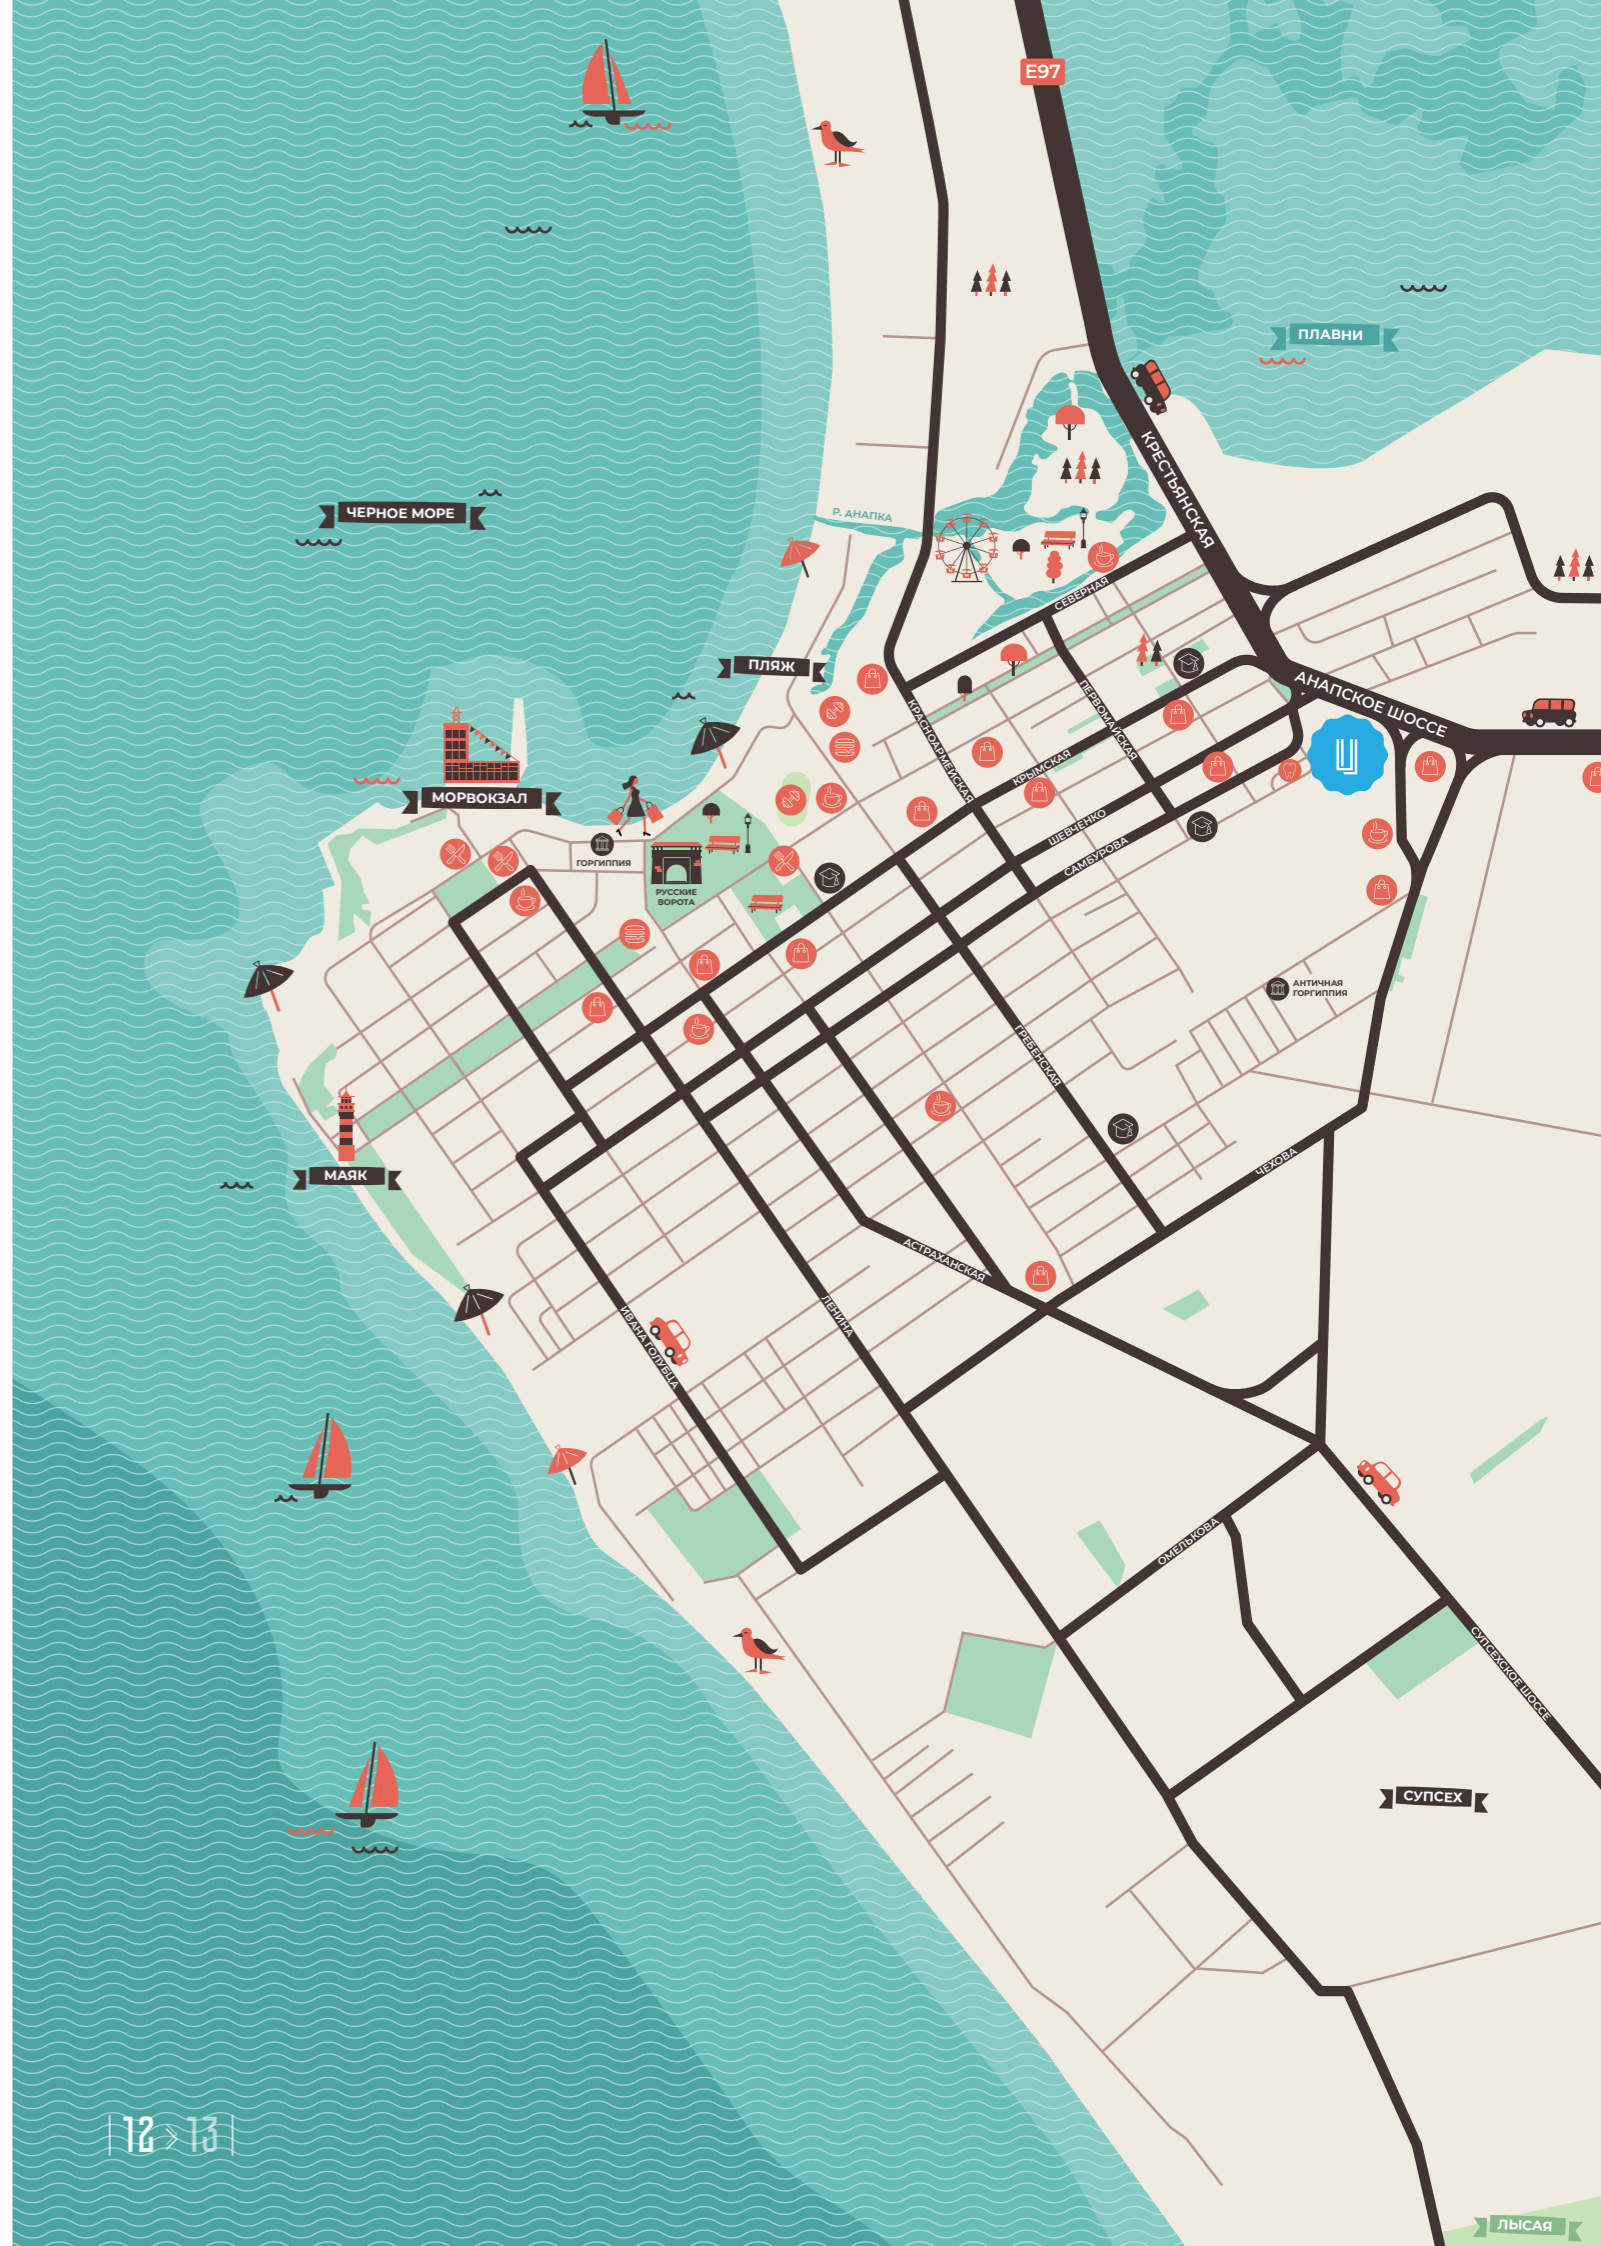 E97
ПЛАВНИ
КРЕСТЬЯНСКАЯ
ЧЕРНОЕ МОРЕ
Р. АНАПКА
СЕВЕРНАЯ
ПЛЯЖ
АНАПСКОЕ ШОССЕ
ПЕРВОМАЙСКАЯ
КРАСНОАРМЕЙСКАЯ
КРЫМСКАЯ
МОРВОКЗАЛ
ШЕВЧЕНКО
САМБУРОВА
ГОРГИППИЯ
РУССКИЕ
ВОРОТА
АНТИЧНАЯ
ГОРГИППИЯ
ГРЕБЕНСКАЯ
МАЯК
ЧЕХОВА
АСТРАХАНСКАЯ
ЛЕНИНА
ИВАНА ГОЛУБЦА
ОМЕЛЬКОВА
СУПСЕХСКОЕ ШОССЕ
СУПСЕХ
12 » 13
ЛЫСАЯ